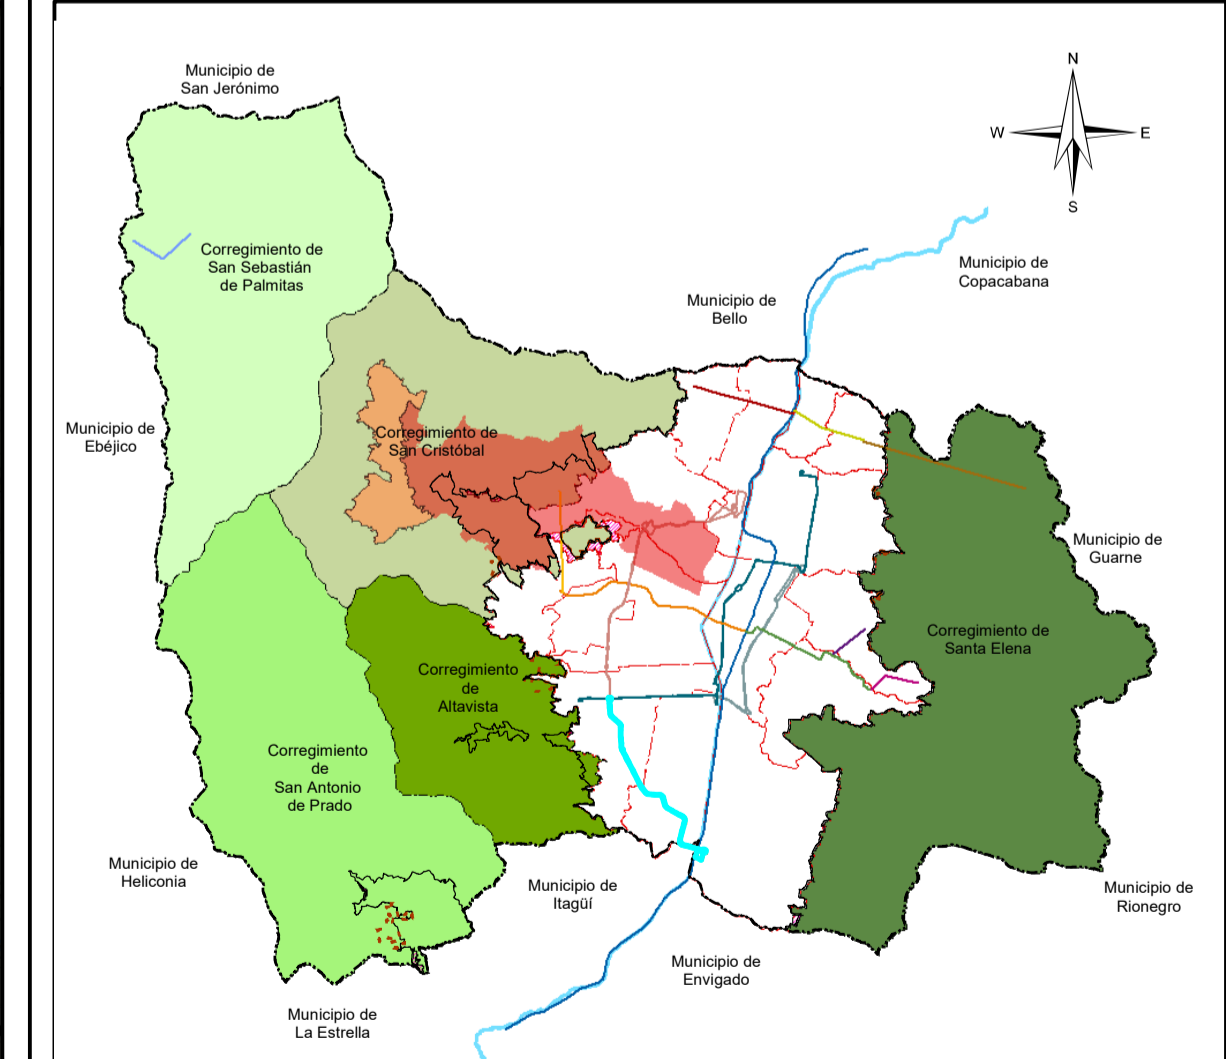 Municipio de
San Jerónimo
N
W
E
S
Corregimiento de
San Sebastián
de Palmitas
Municipio de
Copacabana
Municipio de
Bello
Municipio de
Ebéjico
Corregimiento de
San Cristóbal
Municipio de
Guarne
Corregimiento de
Santa Elena
Corregimiento
de
Altavista
Corregimiento
de
San Antonio
de Prado
Municipio de
Heliconia
Municipio de
Itagüí
Municipio de
Rionegro
Municipio de
Envigado
Municipio de
La Estrella